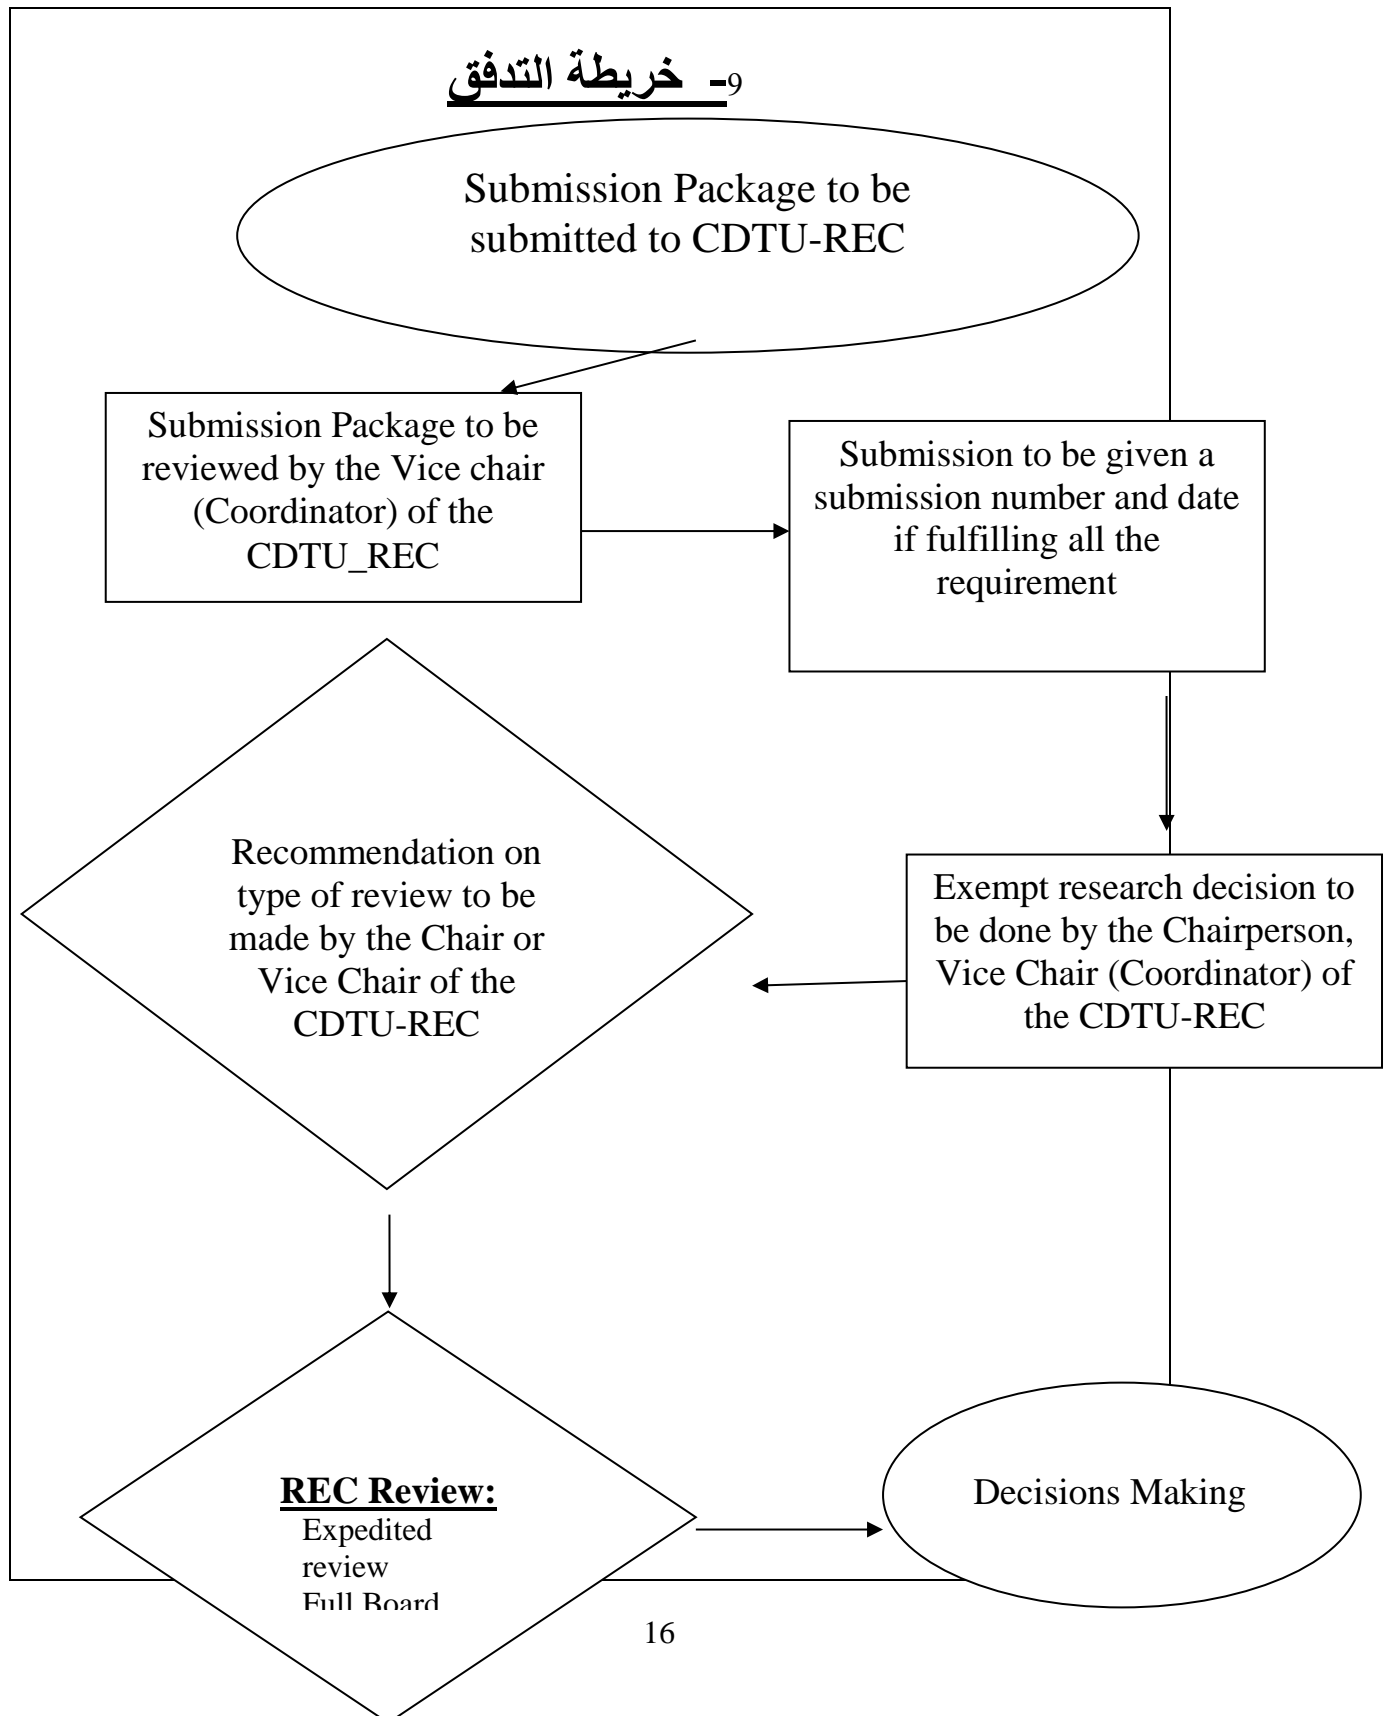 9- خريطة التدفق
Submission Package to be
submitted to CDTU-REC
Submission Package to be
reviewed by the Vice chair
(Coordinator) of the
CDTU_REC
Submission to be given a
submission number and date
if fulfilling all the
requirement
Exempt research decision to
be done by the Chairperson,
Vice Chair (Coordinator) of
the CDTU-REC
Recommendation on
type of review to be
made by the Chair or
Vice Chair of the
CDTU-REC
REC Review:
Expedited
review
Full Board
Decisions Making
16